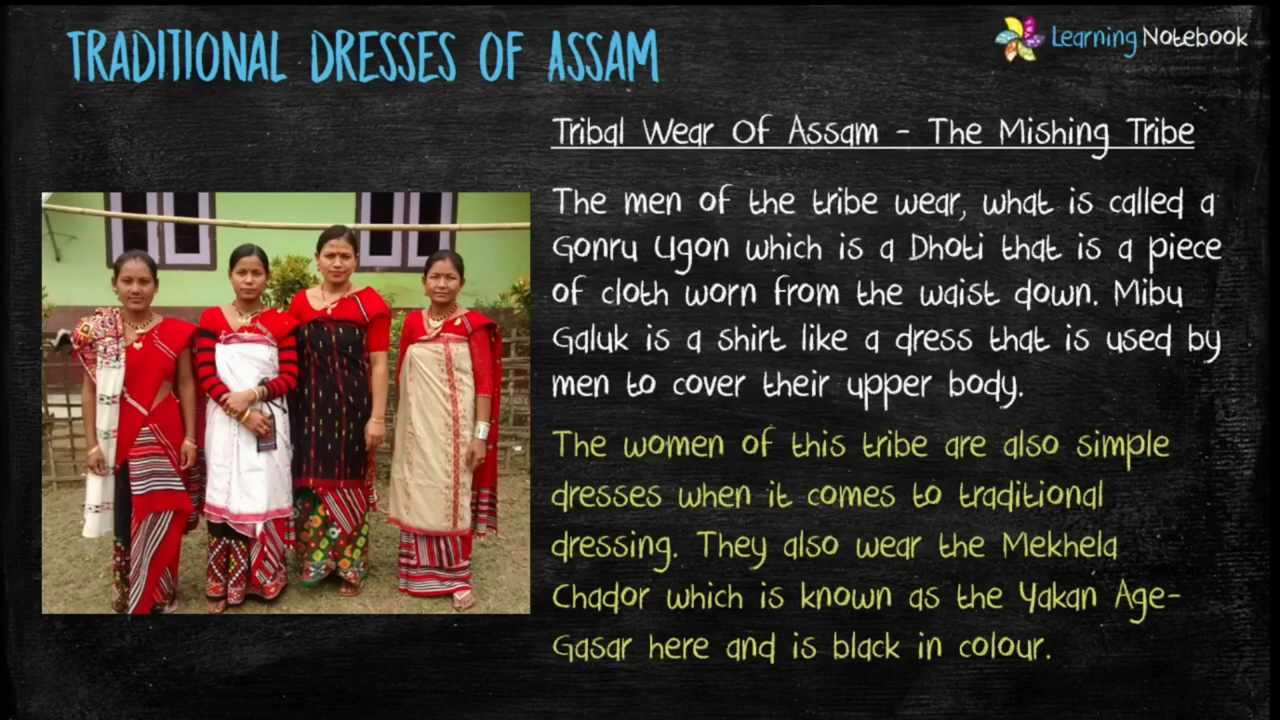 TRADITIONAL DRESSES OF ASSAM
Learning Notebook
Tribal Wear Of Assam - The Mishing Tribe
The men of the tribe wear, what is called a
Gonru Ugon which is a Dhoti that is a piece
of cloth worn from the waist down. Mibu
Galuk is a shirt like a dress that is used by
men to cover their upper body.
The women of this tribe are also simple
dresses when it comes to traditional
dressing. They also wear the Mekhela
Chador which is known as the Yakan Age-
Gasar here and is black in colour.